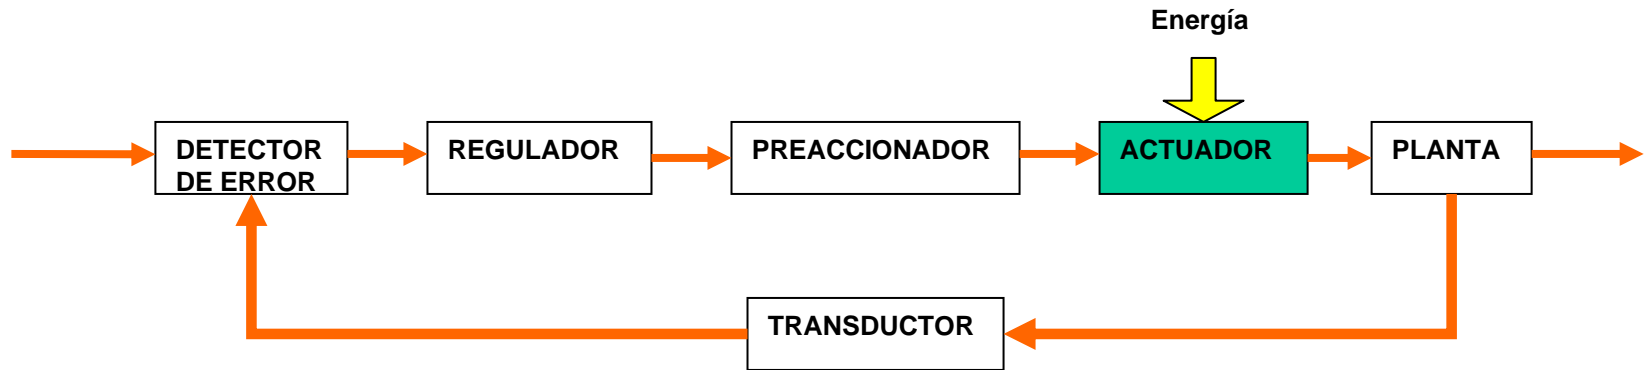 Energía
DETECTOR
DE ERROR
REGULADOR
PREACCIONADOR
ACTUADOR
PLANTA
TRANSDUCTOR